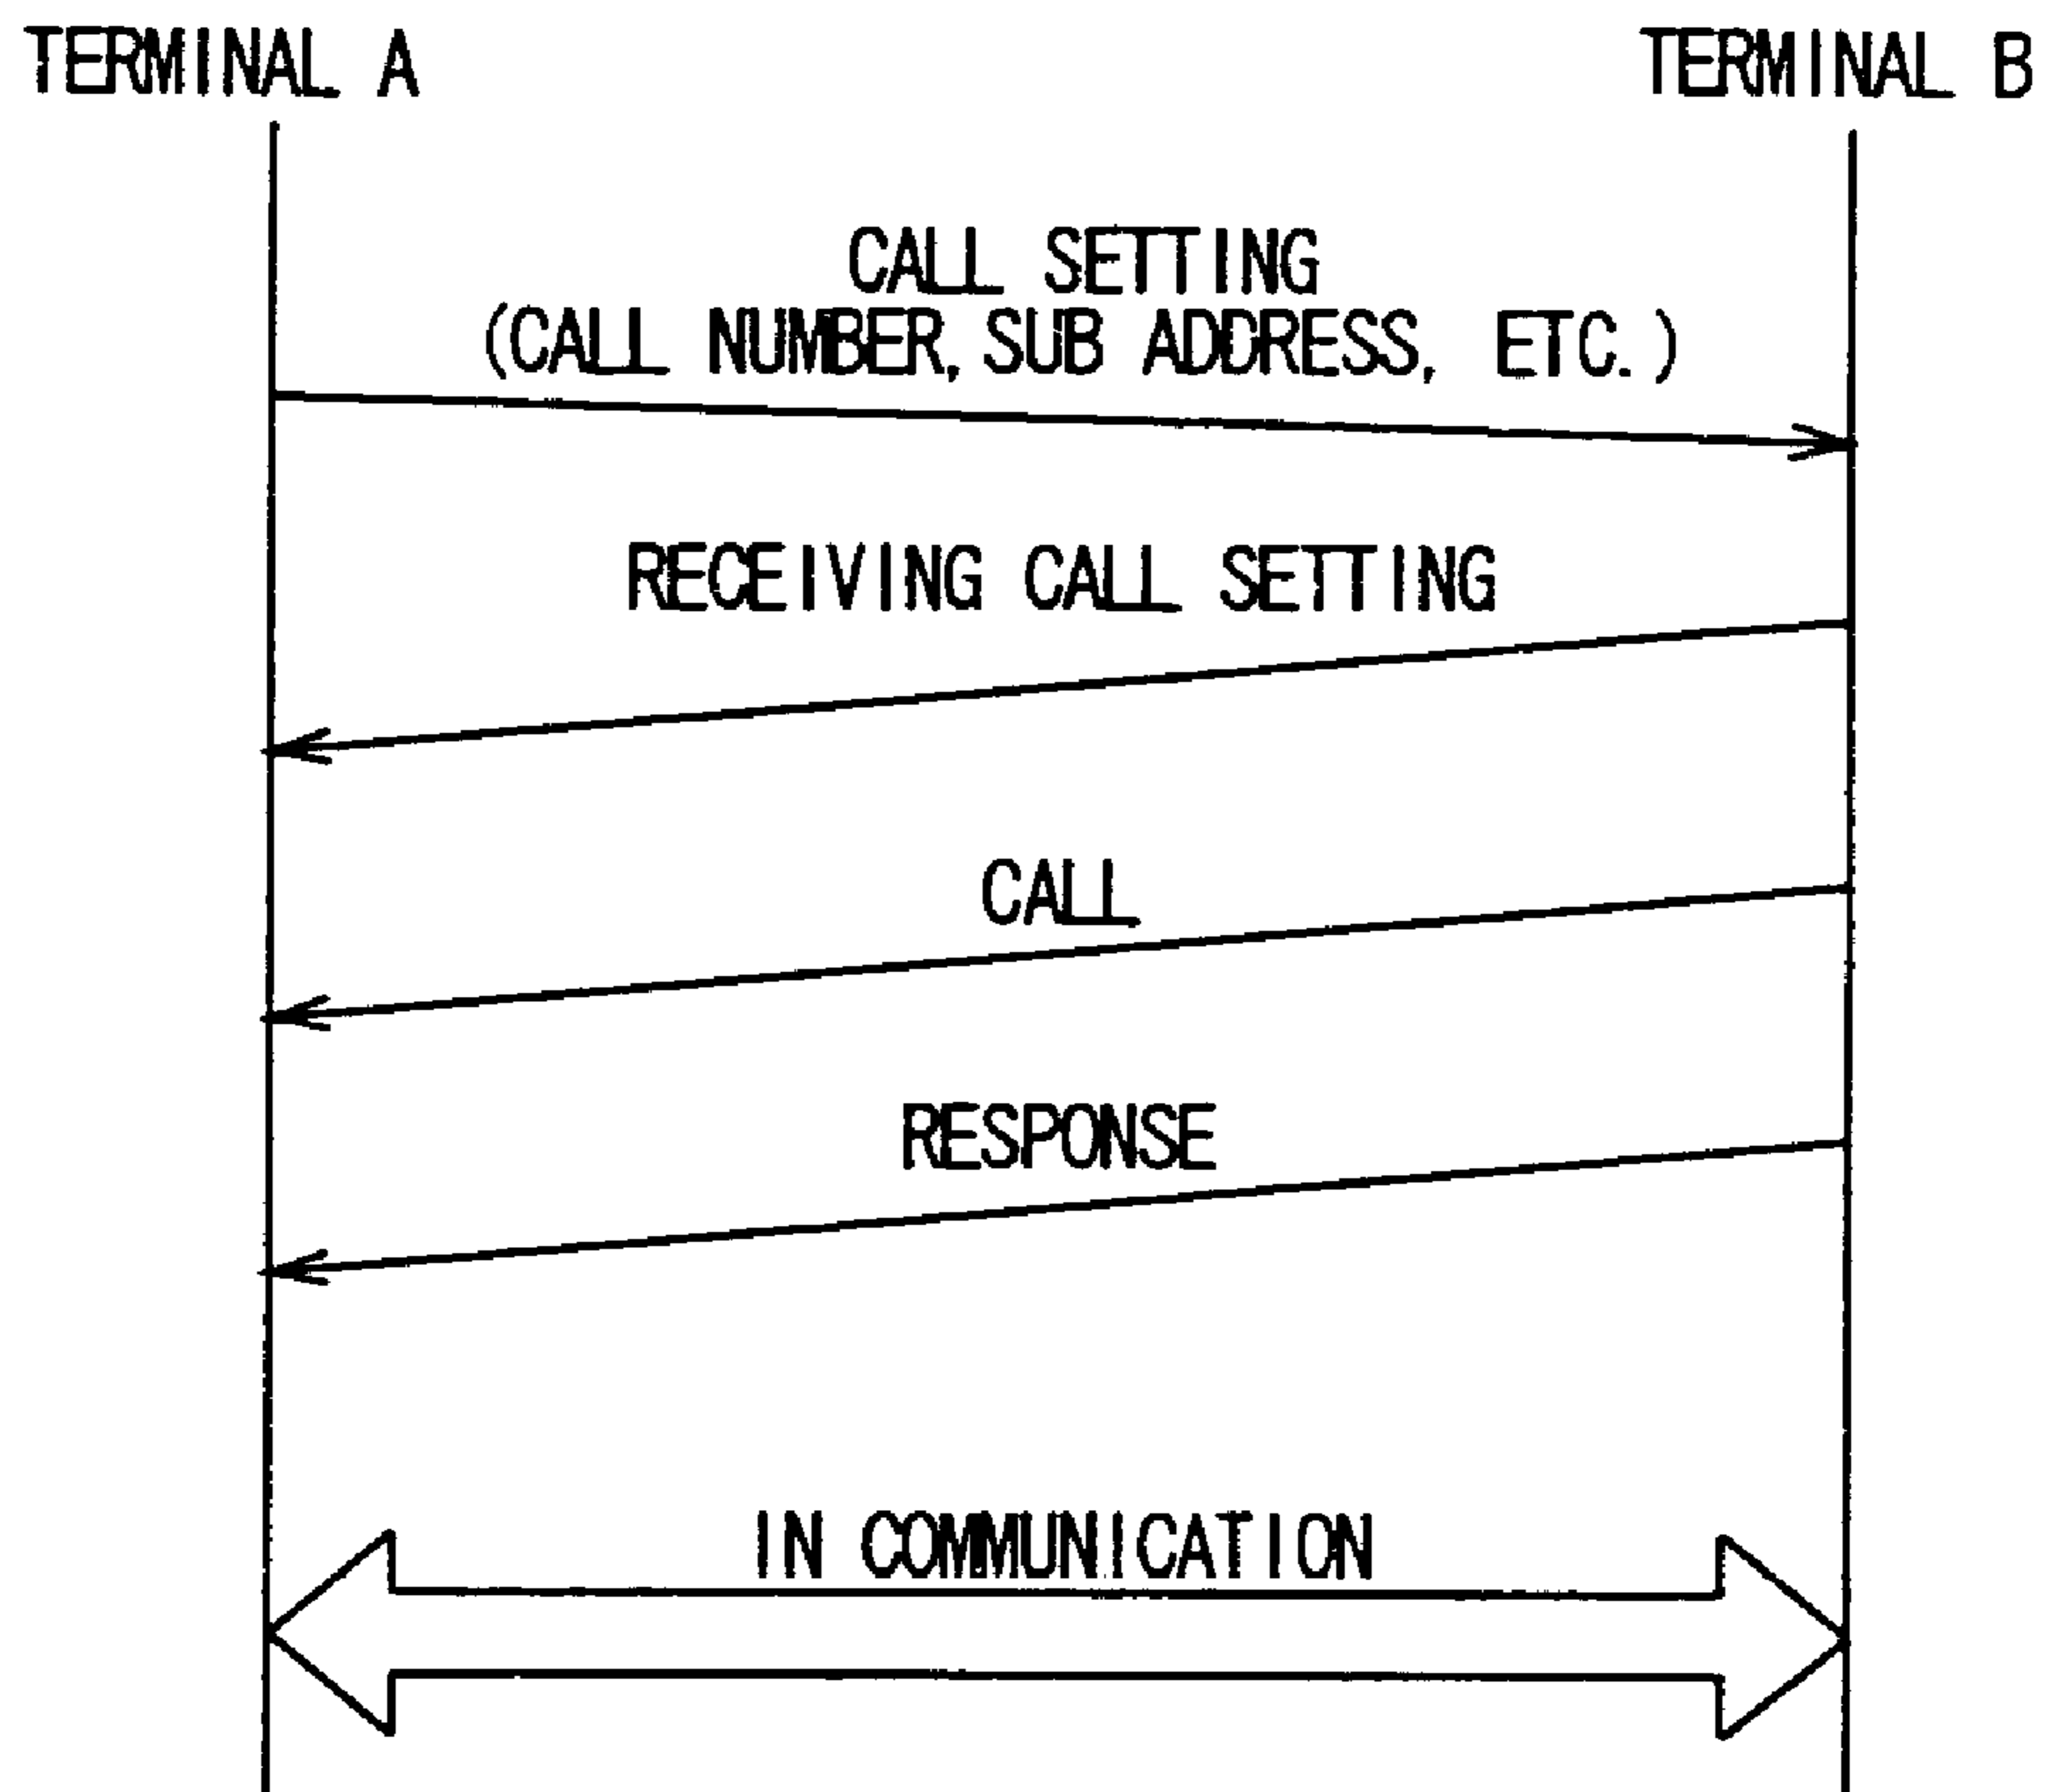 TERMINAL A TERMINAL B
CALL SETTING
(CALL NUMBER, SUB ADDRESS, ETC.)
RECEIVING CALL SETTING
CALL
RESPONSE
IN COMMUNICATION